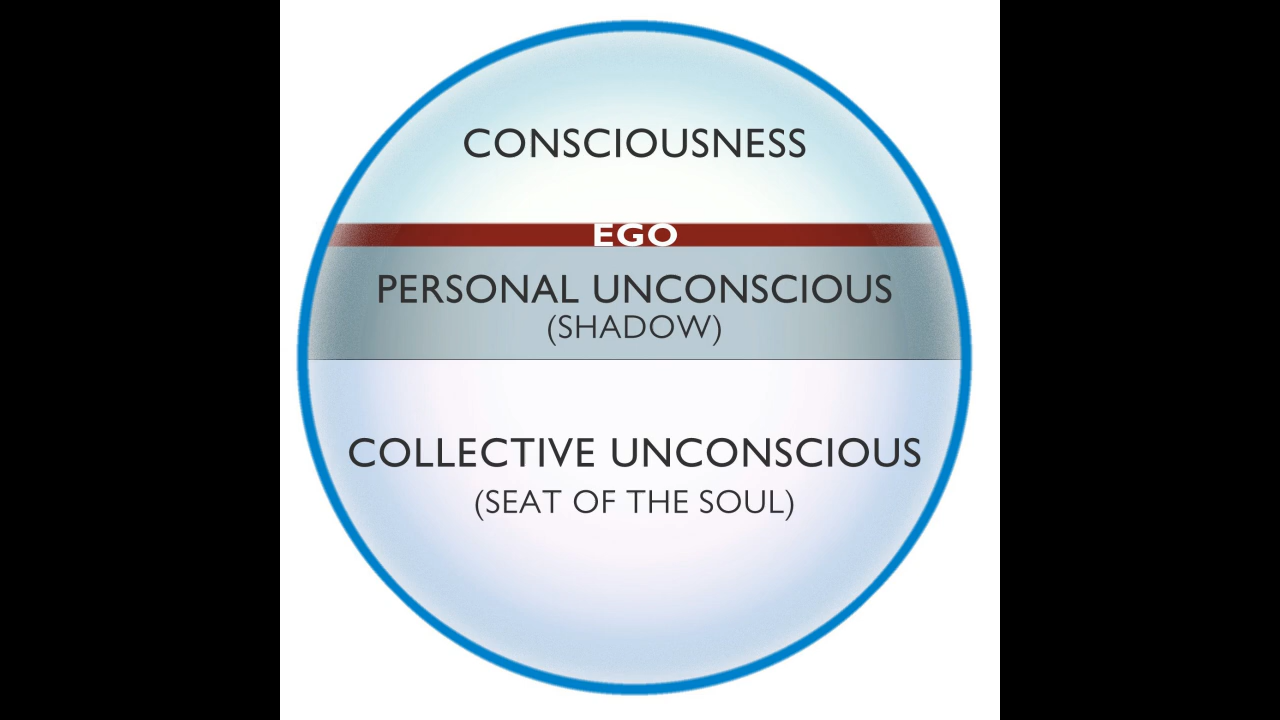 CONSCIOUSNESS
EGO
PERSONAL UNCONSCIOUS
(SHADOW)
COLLECTIVE UNCONSCIOUS
(SEAT OF THE SOUL)